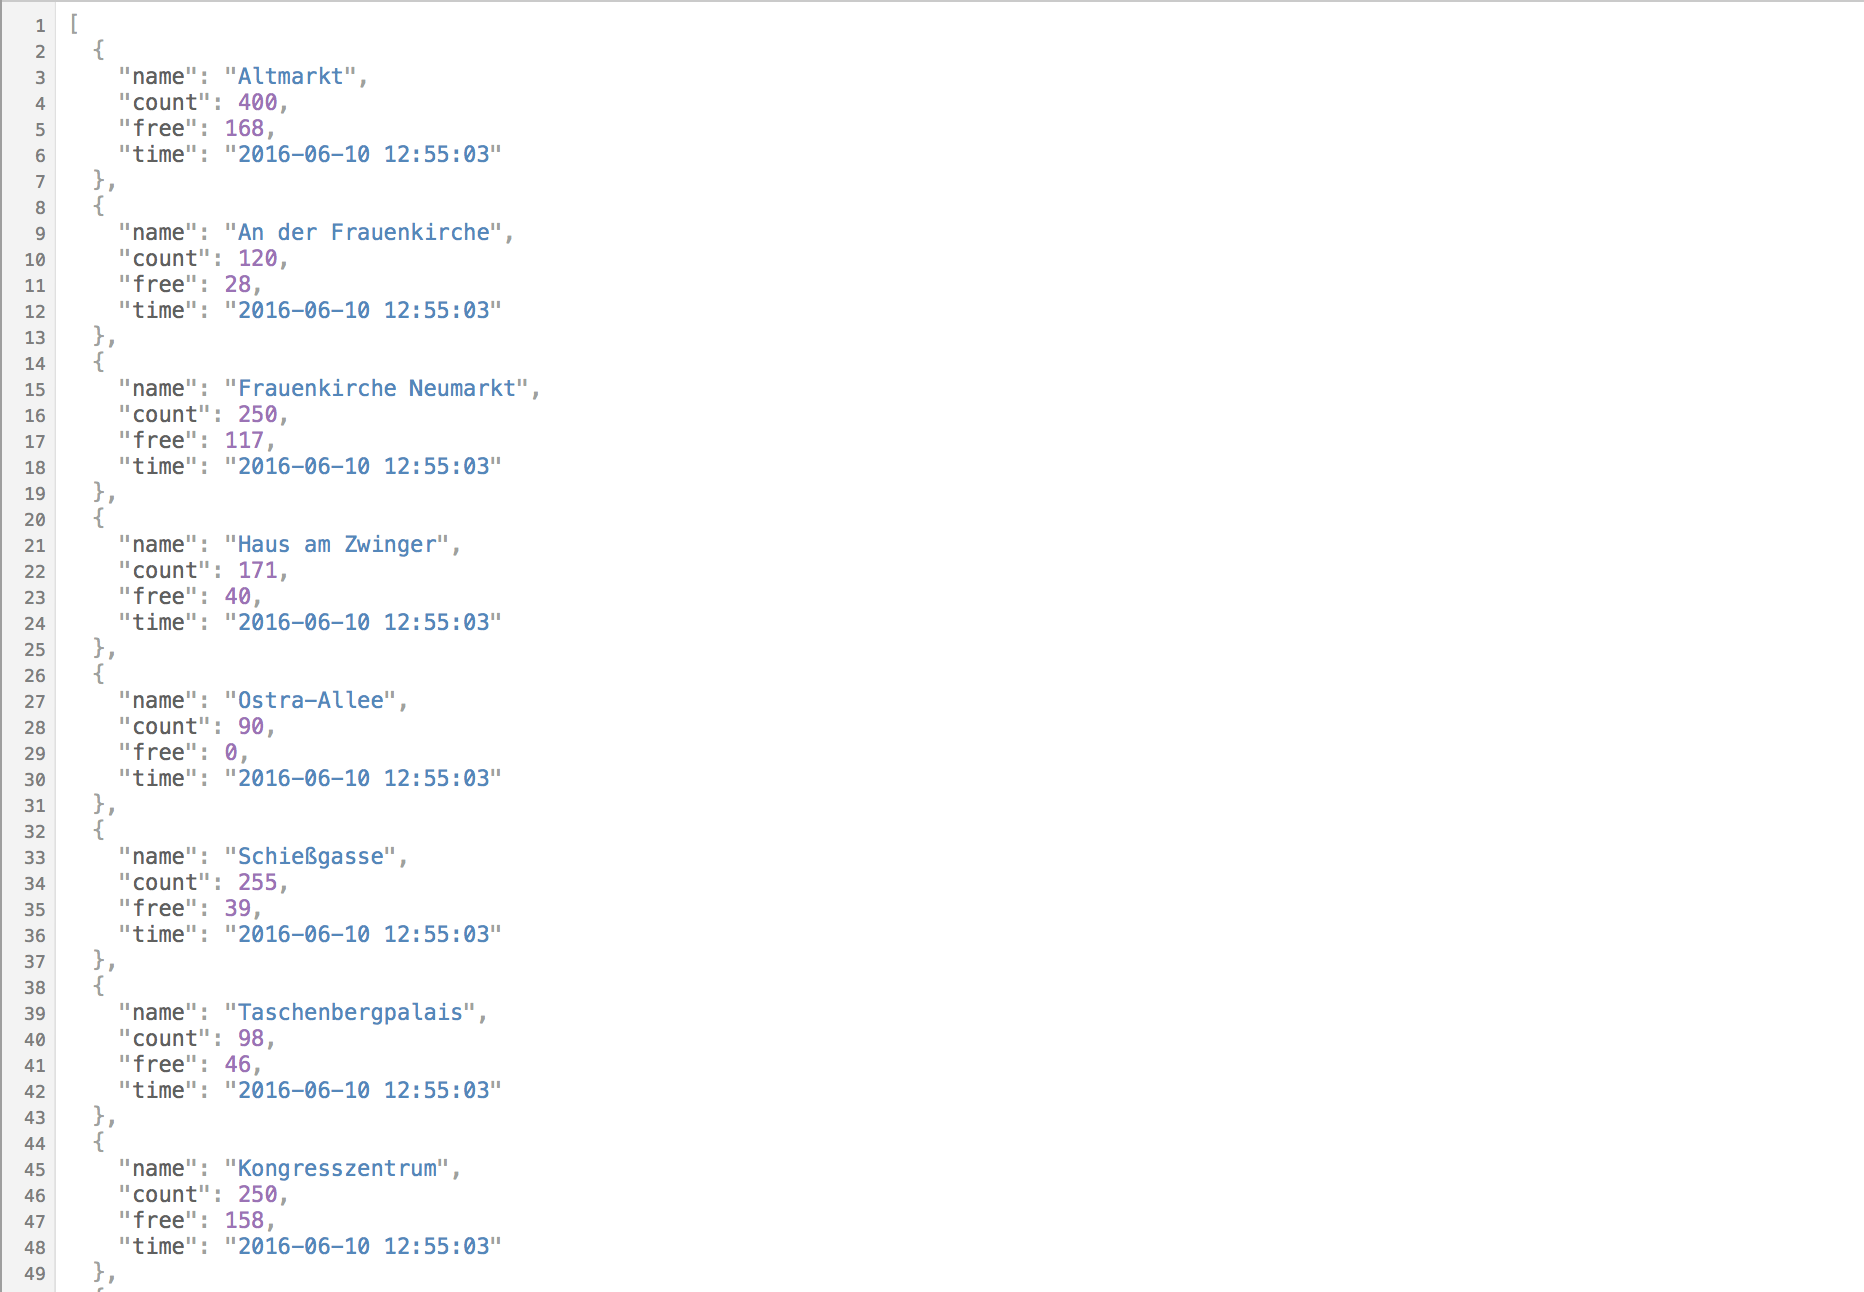 1 [
2   {
3     "name": "Altmarkt",
4     "count": 400,
5     "free": 168,
6     "time": "2016-06-10 12:55:03"
7   },
8   {
9     "name": "An der Frauenkirche",
10     "count": 120,
11     "free": 28,
12     "time": "2016-06-10 12:55:03"
13   },
14   {
15     "name": "Frauenkirche Neumarkt",
16     "count": 250,
17     "free": 117,
18     "time": "2016-06-10 12:55:03"
19   },
20   {
21     "name": "Haus am Zwinger",
22     "count": 171,
23     "free": 40,
24     "time": "2016-06-10 12:55:03"
25   },
26   {
27     "name": "Ostra-Allee",
28     "count": 90,
29     "free": 0,
30     "time": "2016-06-10 12:55:03"
31   },
32   {
33     "name": "Schießgasse",
34     "count": 255,
35     "free": 39,
36     "time": "2016-06-10 12:55:03"
37   },
38   {
39     "name": "Taschenbergpalais",
40     "count": 98,
41     "free": 46,
42     "time": "2016-06-10 12:55:03"
43   },
44   {
45     "name": "Kongresszentrum",
46     "count": 250,
47     "free": 158,
48     "time": "2016-06-10 12:55:03"
49   },